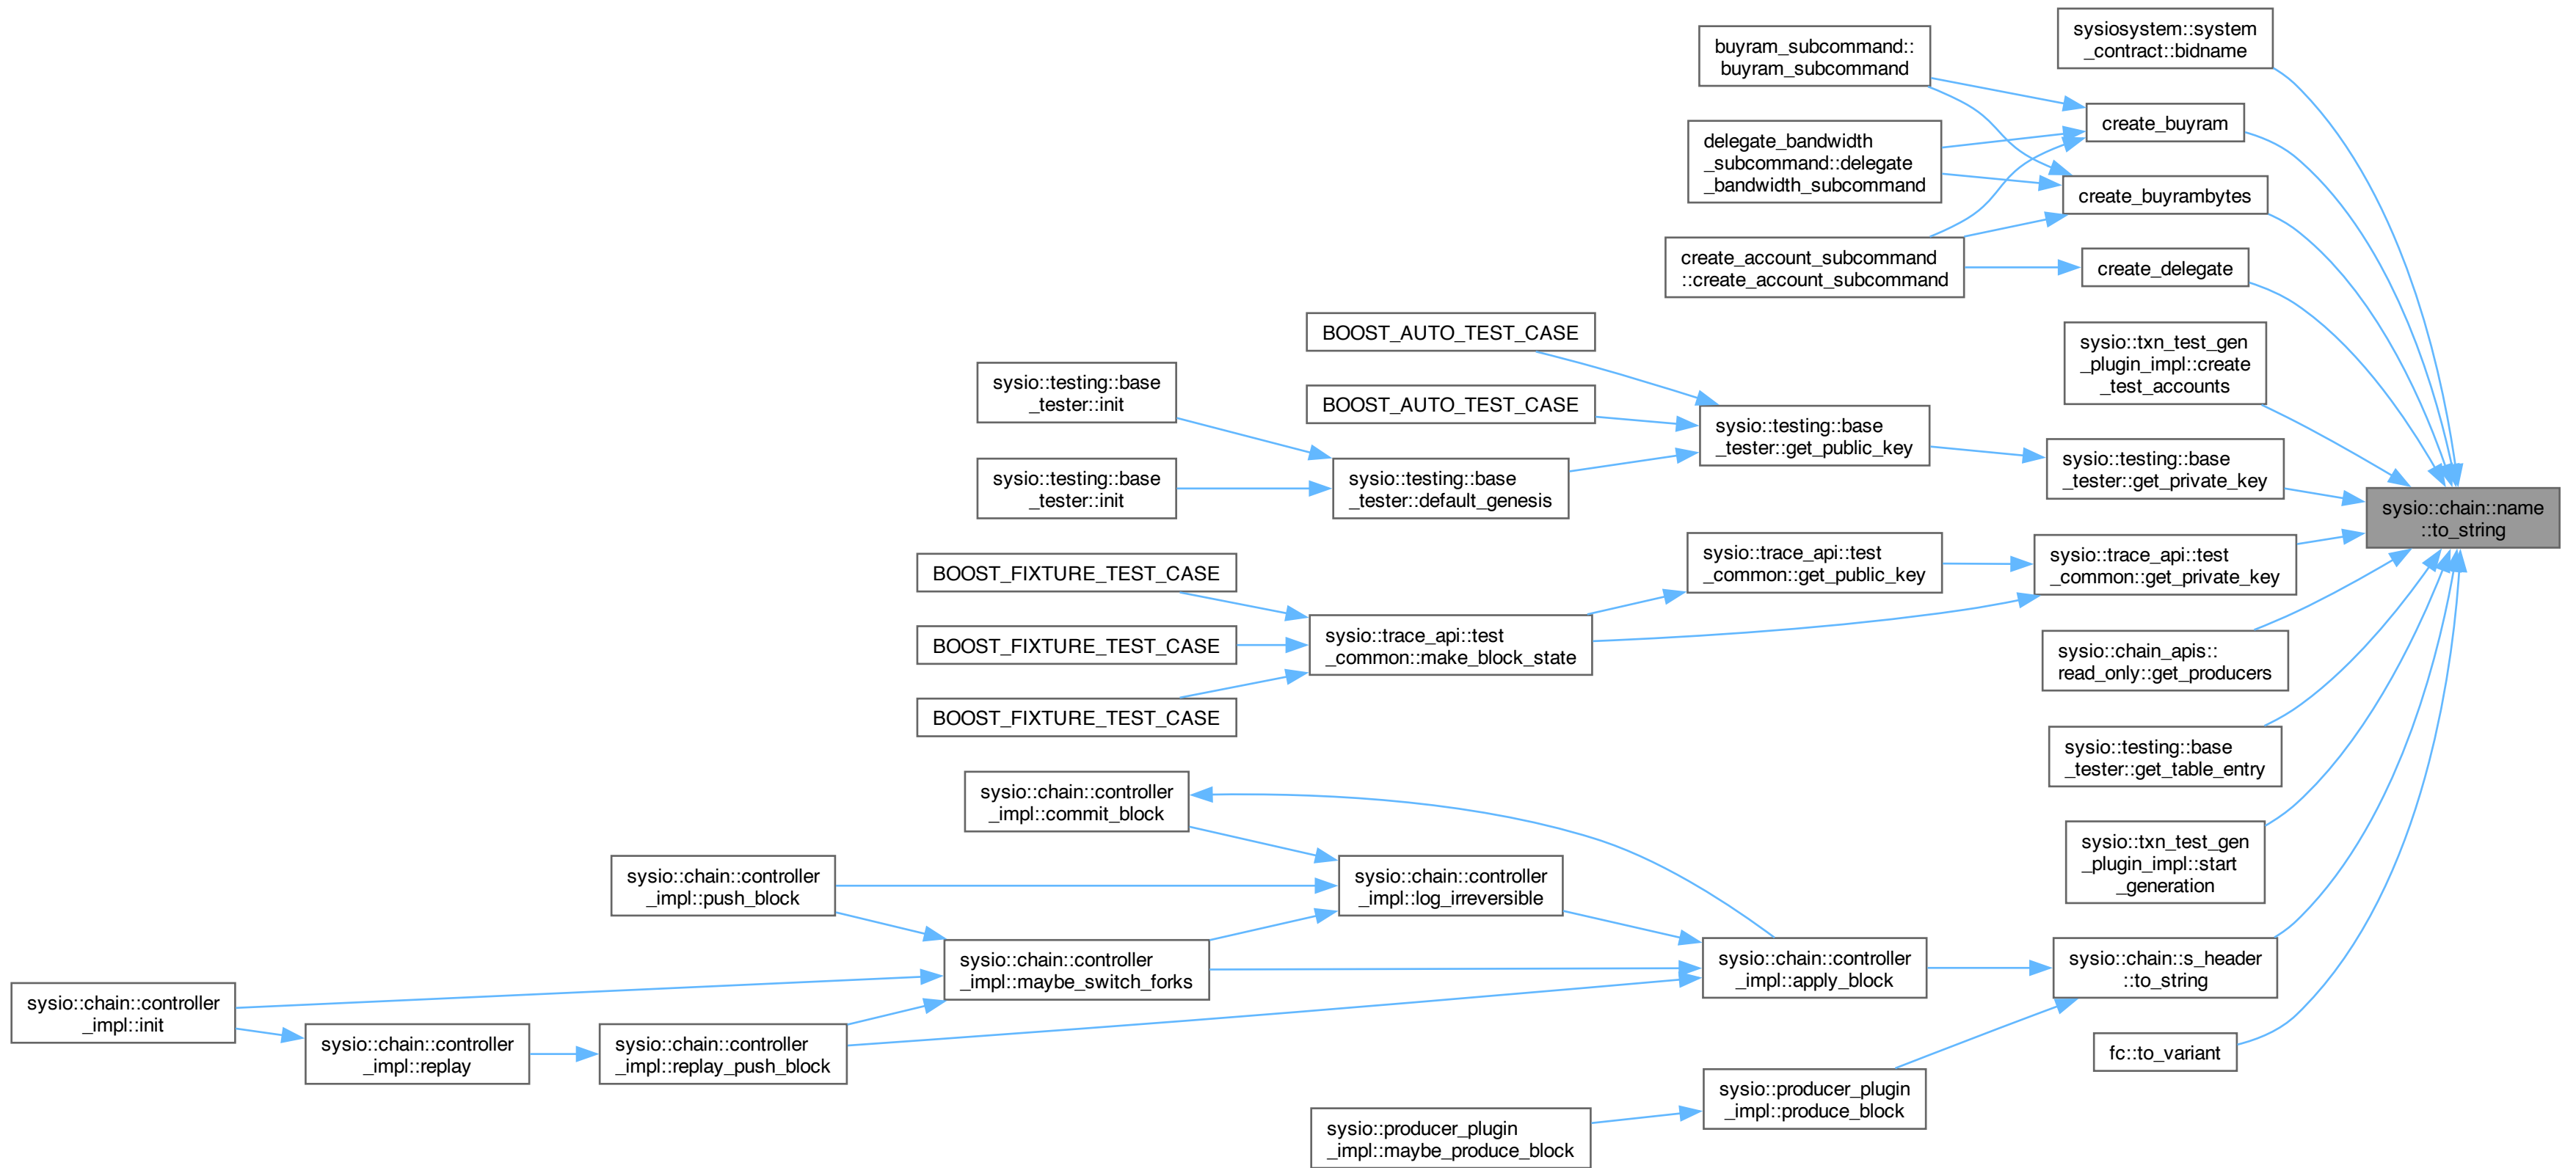 sysiosystem::system
_contract::bidname
buyram_subcommand::
buyram_subcommand
create_buyram
delegate_bandwidth
_subcommand::delegate
_bandwidth_subcommand
create_buyrambytes
create_account_subcommand
::create_account_subcommand
create_delegate
BOOST_AUTO_TEST_CASE
sysio::txn_test_gen
_plugin_impl::create
_test_accounts
sysio::testing::base
_tester::init
BOOST_AUTO_TEST_CASE
sysio::testing::base
_tester::get_public_key
sysio::testing::base
_tester::get_private_key
sysio::testing::base
_tester::init
sysio::testing::base
_tester::default_genesis
sysio::chain::name
::to_string
sysio::trace_api::test
_common::get_public_key
sysio::trace_api::test
_common::get_private_key
BOOST_FIXTURE_TEST_CASE
BOOST_FIXTURE_TEST_CASE
sysio::trace_api::test
_common::make_block_state
sysio::chain_apis::
read_only::get_producers
BOOST_FIXTURE_TEST_CASE
sysio::testing::base
_tester::get_table_entry
sysio::chain::controller
_impl::commit_block
sysio::txn_test_gen
_plugin_impl::start
_generation
sysio::chain::controller
_impl::push_block
sysio::chain::controller
_impl::log_irreversible
sysio::chain::controller
_impl::maybe_switch_forks
sysio::chain::controller
_impl::apply_block
sysio::chain::s_header
::to_string
sysio::chain::controller
_impl::init
sysio::chain::controller
_impl::replay
sysio::chain::controller
_impl::replay_push_block
fc::to_variant
sysio::producer_plugin
_impl::produce_block
sysio::producer_plugin
_impl::maybe_produce_block